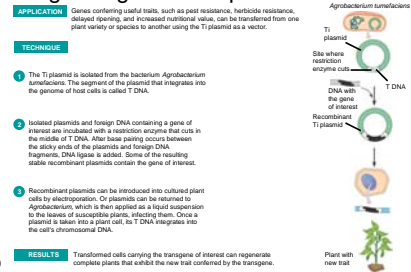 APPLICATION
Genes conferring useful traits, such as pest resistance, herbicide resistance,
delayed ripening, and increased nutritional value, can be transferred from one
plant variety or species to another using the Ti plasmid as a vector.
TECHNIQUE
1 The Ti plasmid is isolated from the bacterium Agrobacterium
tumefaciens. The segment of the plasmid that integrates into
the genome of host cells is called T DNA.
2 Isolated plasmids and foreign DNA containing a gene of
interest are incubated with a restriction enzyme that cuts in
the middle of T DNA. After base pairing occurs between
the sticky ends of the plasmids and foreign DNA
fragments, DNA ligase is added. Some of the resulting
stable recombinant plasmids contain the gene of interest.
3 Recombinant plasmids can be introduced into cultured plant
cells by electroporation. Or plasmids can be returned to
Agrobacterium, which is then applied as a liquid suspension
to the leaves of susceptible plants, infecting them. Once a
plasmid is taken into a plant cell, its T DNA integrates into
the cell's chromosomal DNA.
RESULTS
Transformed cells carrying the transgene of interest can regenerate
complete plants that exhibit the new trait conferred by the transgene.
Agrobacterium tumefaciens
Ti
plasmid
Site where
restriction
enzyme cuts
T DNA
DNA with
the gene
of interest
Recombinant
Ti plasmid
Plant with
new trait